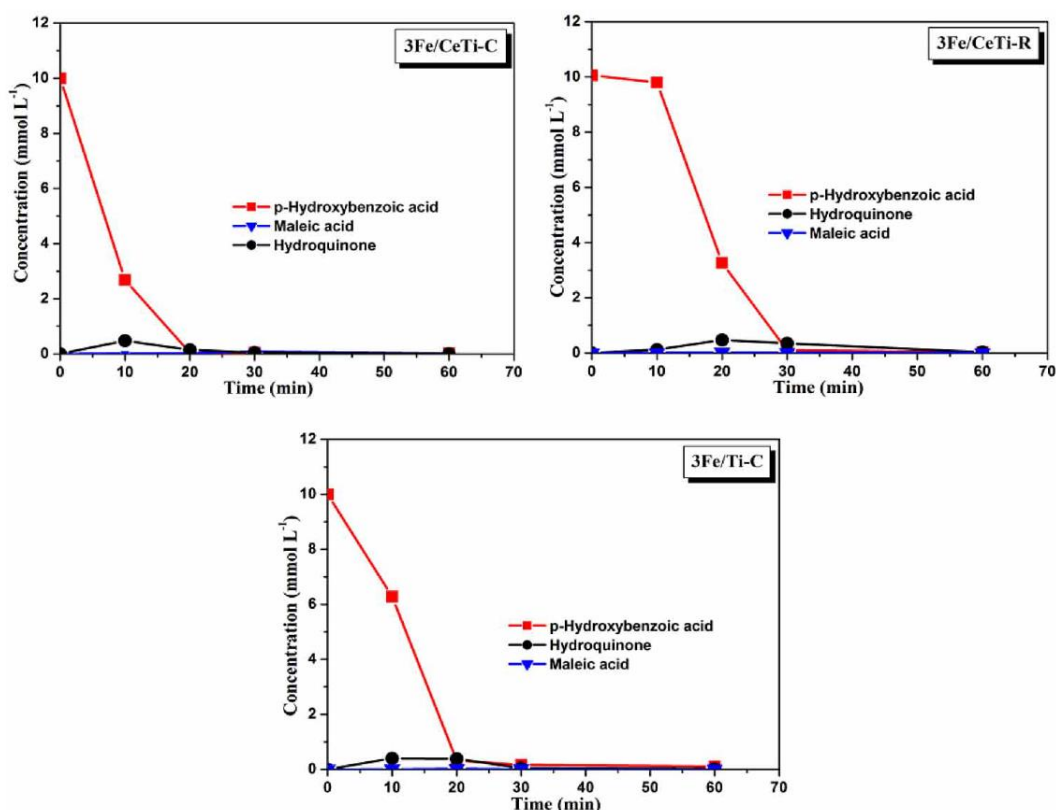 3Fe/CeTi-C
Concentration (mmol L⁻¹)
12
10
8
6
4
2
0
p-Hydroxybenzoic acid
Maleic acid
Hydroquinone
0 10 20 30 40 50 60 70
Time (min)
3Fe/CeTi-R
Concentration (mmol L⁻¹)
12
10
8
6
4
2
0
p-Hydroxybenzoic acid
Hydroquinone
Maleic acid
0 10 20 30 40 50 60 70
Time (min)
3Fe/Ti-C
Concentration (mmol L⁻¹)
12
10
8
6
4
2
0
p-Hydroxybenzoic acid
Hydroquinone
Maleic acid
0 10 20 30 40 50 60 70
Time (min)